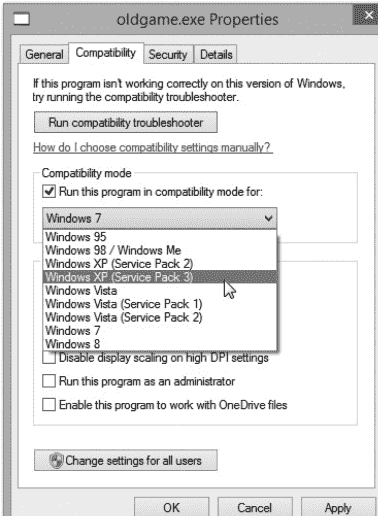 oldgame.exe Properties
General Compatibility Security Details
If this program isn't working correctly on this version of Windows,
try running the compatibility troubleshooter.
Run compatibility troubleshooter
How do I choose compatibility settings manually?
Compatibility mode
Run this program in compatibility mode for:
Windows 7
Windows 95
Windows 98 / Windows Me
Windows XP (Service Pack 2)
Windows XP (Service Pack 3)
Windows Vista
Windows Vista (Service Pack 1)
Windows Vista (Service Pack 2)
Windows 7
Windows 8
Disable display scaling on high DPI settings
Run this program as an administrator
Enable this program to work with OneDrive files
Change settings for all users
OK Cancel Apply